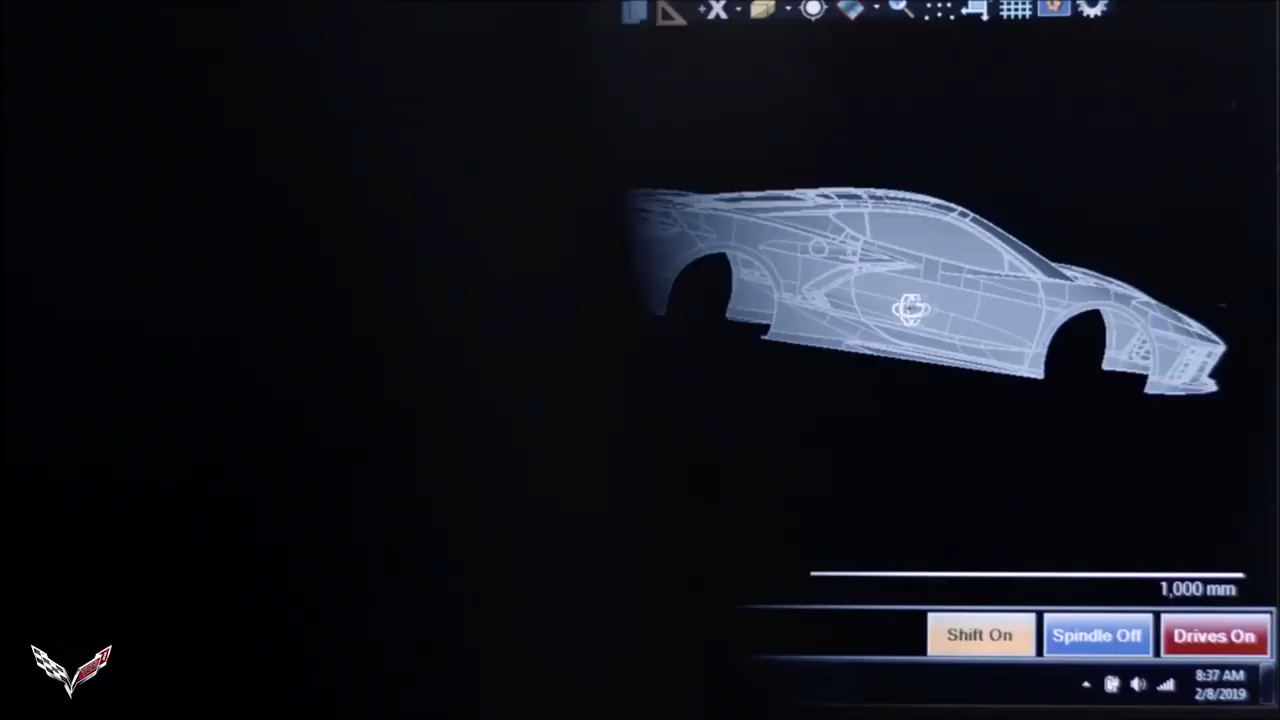 1,000 mm
Shift On
Spindle Off
Drives On
8:37 AM
2/8/2019